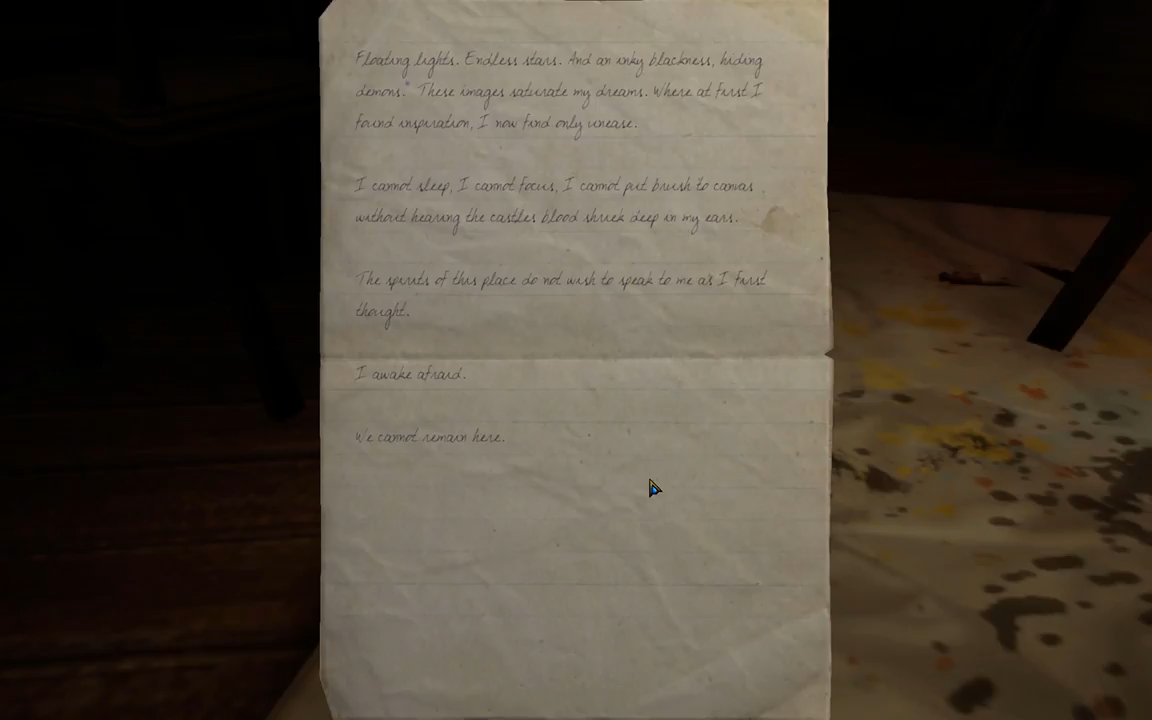 Floating lights. Endless stars. And an inky blackness, hiding
demons. These images saturate my dreams. Where at first I
found inspiration, I now find only unease.
I cannot sleep, I cannot focus, I cannot put brush to canvas
without hearing the castles blood shriek deep in my ears.
The spirits of this place do not wish to speak to me as I first
thought.
I awake afraid.
We cannot remain here.